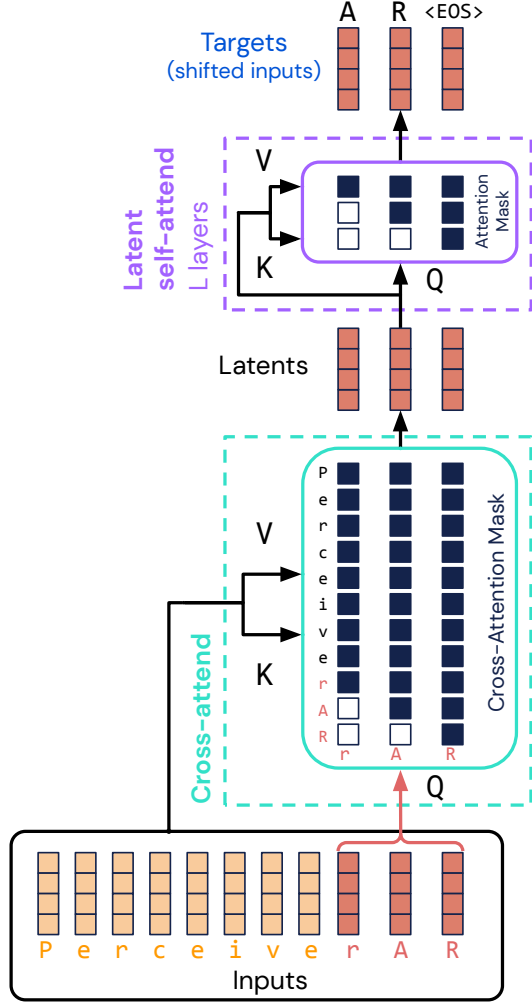 A R <EOS>
Targets
(shifted inputs)
V
K
Q
Attention
Mask
Latent
self-attend
L layers
Latents
P
e
r
c
e
i
v
e
r
A
R
r A R
Cross-Attention Mask
V
K
Q
Cross-attend
P e r c e i v e r A R
Inputs